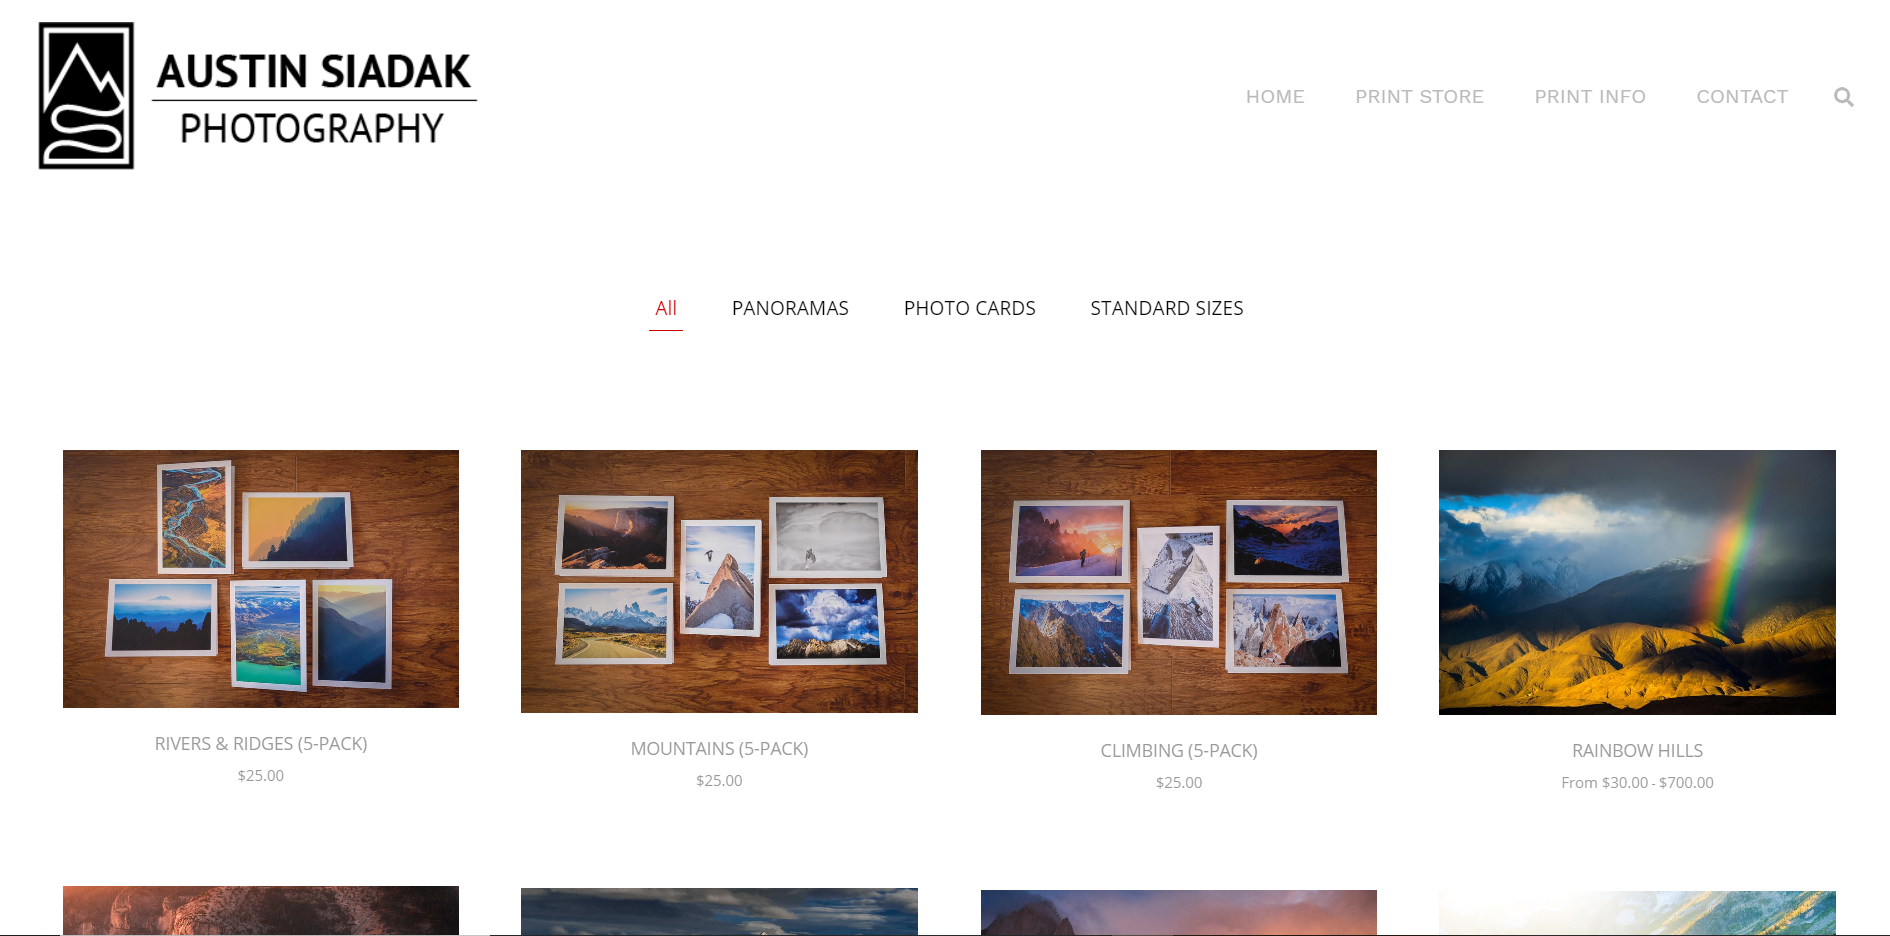 AUSTIN SIADAK
PHOTOGRAPHY
HOME PRINT STORE PRINT INFO CONTACT
All PANORAMAS PHOTO CARDS STANDARD SIZES
RIVERS & RIDGES (5-PACK)
$25.00
MOUNTAINS (5-PACK)
$25.00
CLIMBING (5-PACK)
$25.00
RAINBOW HILLS
From $30.00 - $700.00